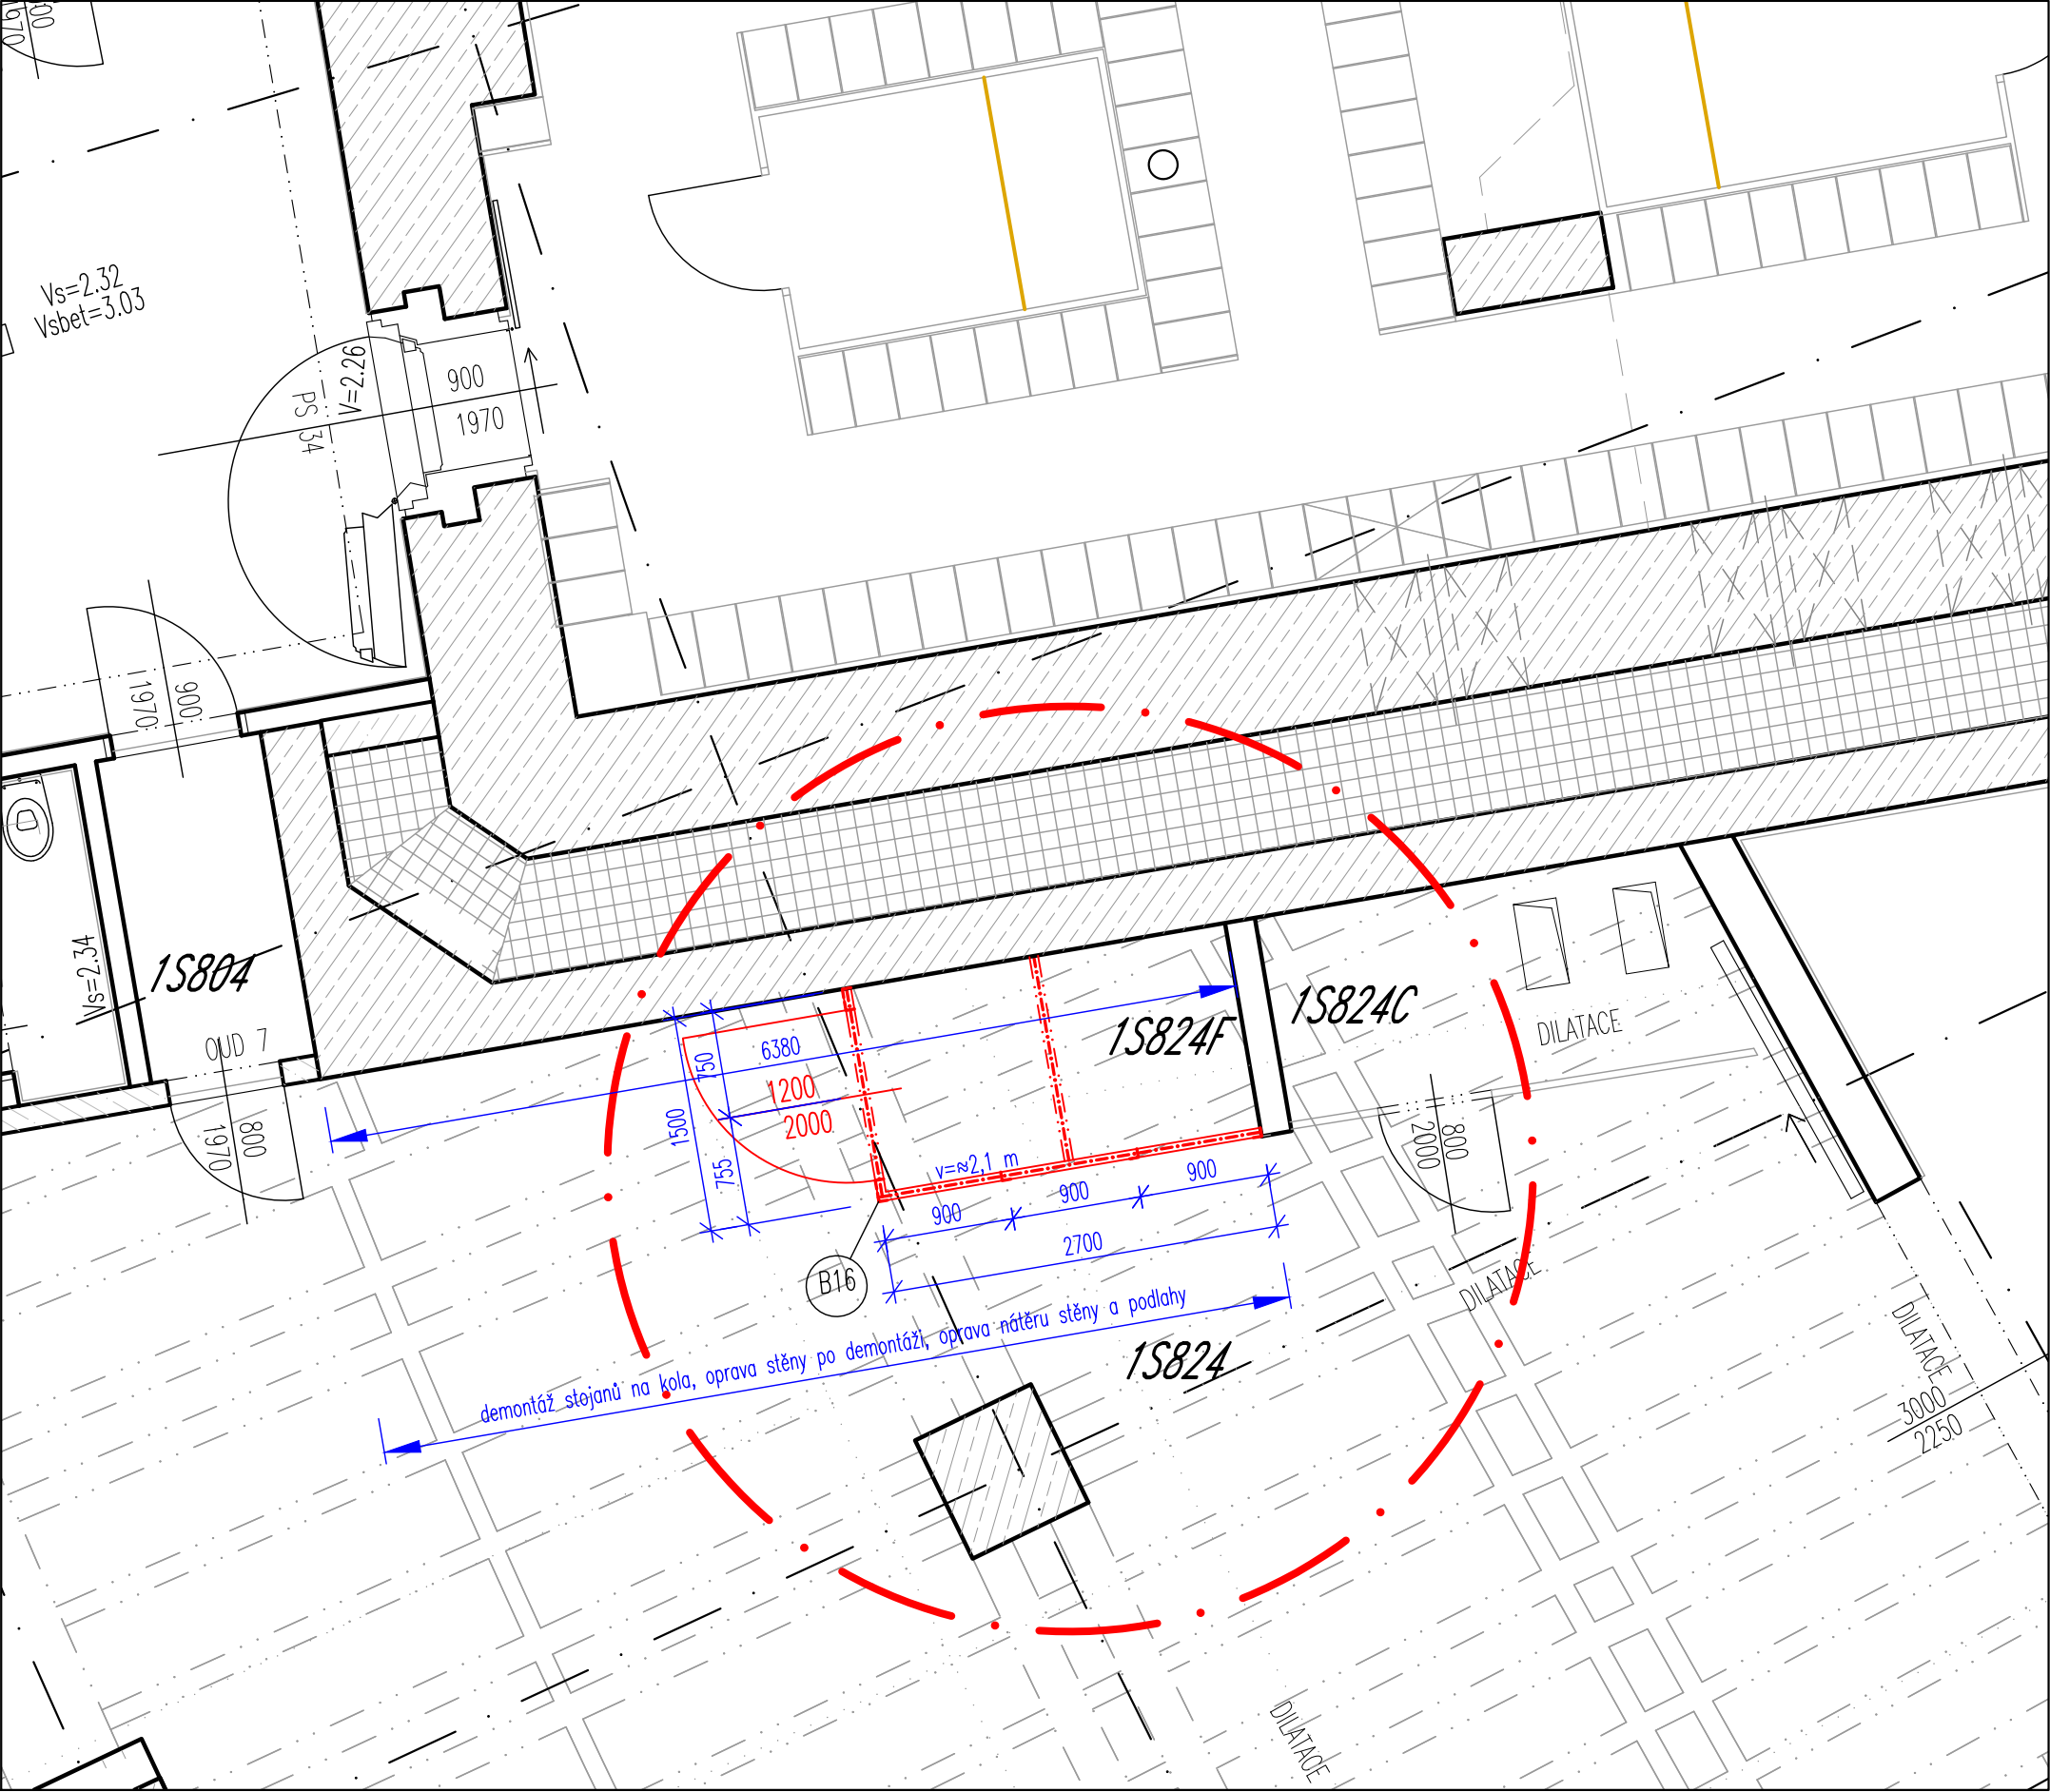 1970
Vs=2.32
Vsbet=3.03
V=2.26
900
1970
PS 34
900
1970
1S804
Vs=2.34
OUD 7
800
1970
6380
750
1500
755
1200
2000
1S824F
1S824C
DILATACE
800
2000
v=≈2,1 m
900
900
900
2700
B16
DILATACE
demontáž stojanů na kola, oprava stěny po demontáži, oprava nátěru stěny a podlahy
1S824
DILATACE
3000
2250
DILATACE